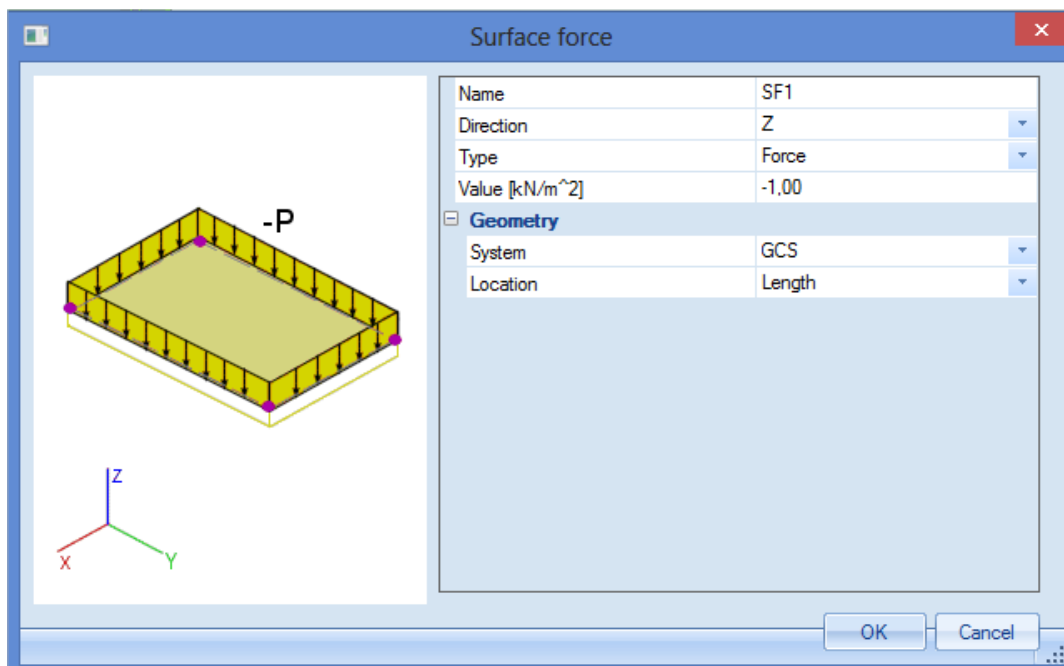 Surface force
-P
Z
X
Y
Name SF1
Direction Z
Type Force
Value [kN/m^2] -1,00
Geometry
System GCS
Location Length
OK Cancel